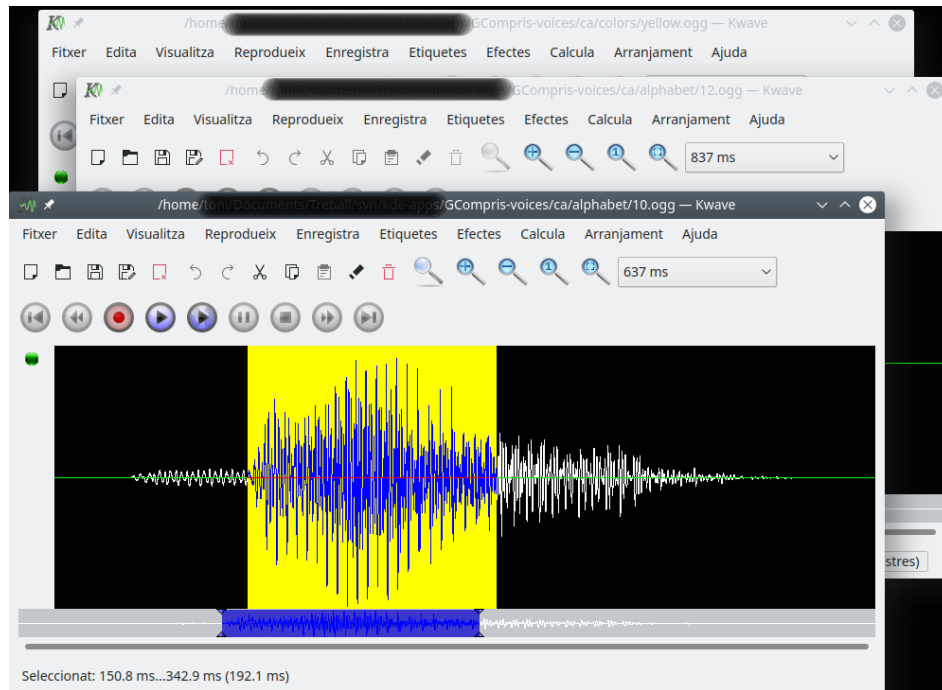 /home GCompris-voices/ca/colors/yellow.ogg — Kwave
Fitxer Edita Visualitza Reprodueix Enregistra Etiquetes Efectes Calcula Arranjament Ajuda
/home GCompris-voices/ca/alphabet/12.ogg — Kwave
Fitxer Edita Visualitza Reprodueix Enregistra Etiquetes Efectes Calcula Arranjament Ajuda
837 ms
/home/toni/Documents/Treball/svn/kde-apps/GCompris-voices/ca/alphabet/10.ogg — Kwave
Fitxer Edita Visualitza Reprodueix Enregistra Etiquetes Efectes Calcula Arranjament Ajuda
637 ms
stres)
Seleccionat: 150.8 ms...342.9 ms (192.1 ms)